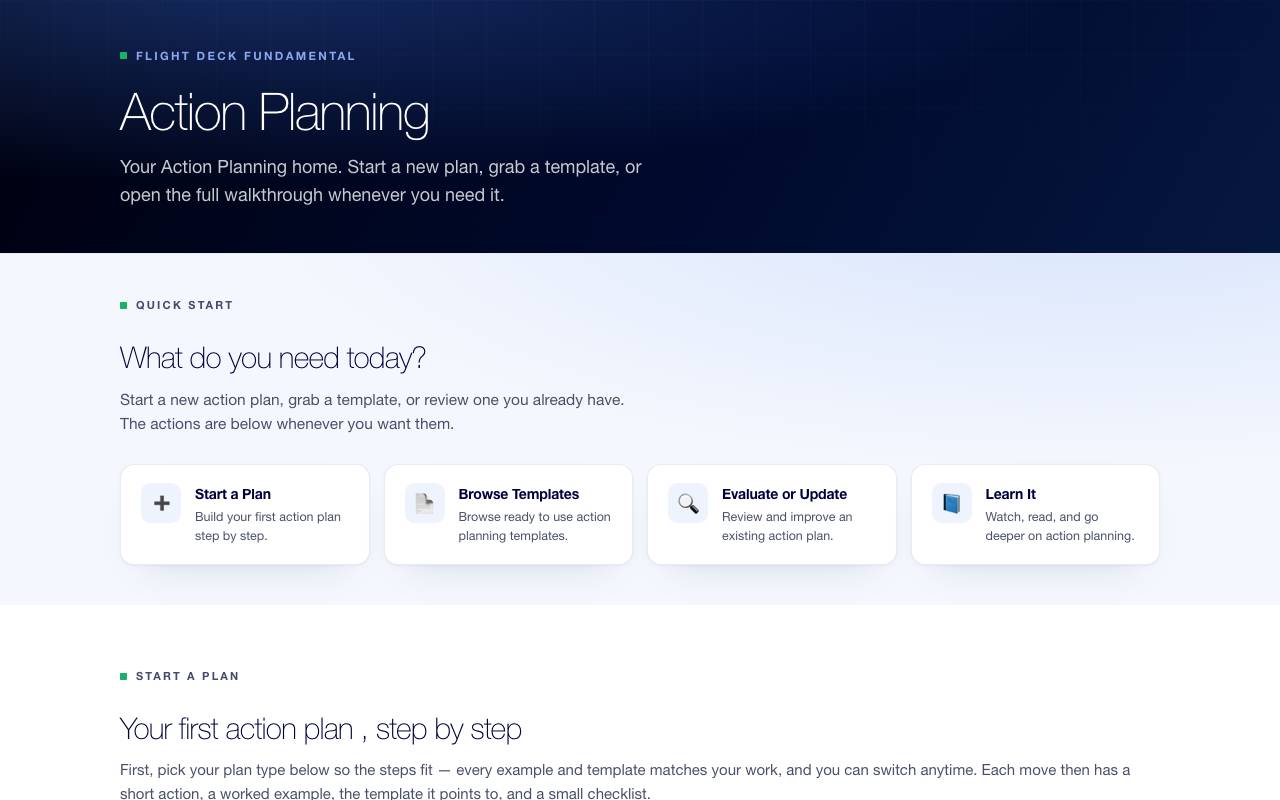 FLIGHT DECK FUNDAMENTAL
Action Planning
Your Action Planning home. Start a new plan, grab a template, or
open the full walkthrough whenever you need it.
QUICK START
What do you need today?
Start a new action plan, grab a template, or review one you already have.
The actions are below whenever you want them.
Start a Plan
Build your first action plan
step by step.
Browse Templates
Browse ready to use action
planning templates.
Evaluate or Update
Review and improve an
existing action plan.
Learn It
Watch, read, and go
deeper on action planning.
START A PLAN
Your first action plan , step by step
First, pick your plan type below so the steps fit — every example and template matches your work, and you can switch anytime. Each move then has a
short action, a worked example, the template it points to, and a small checklist.